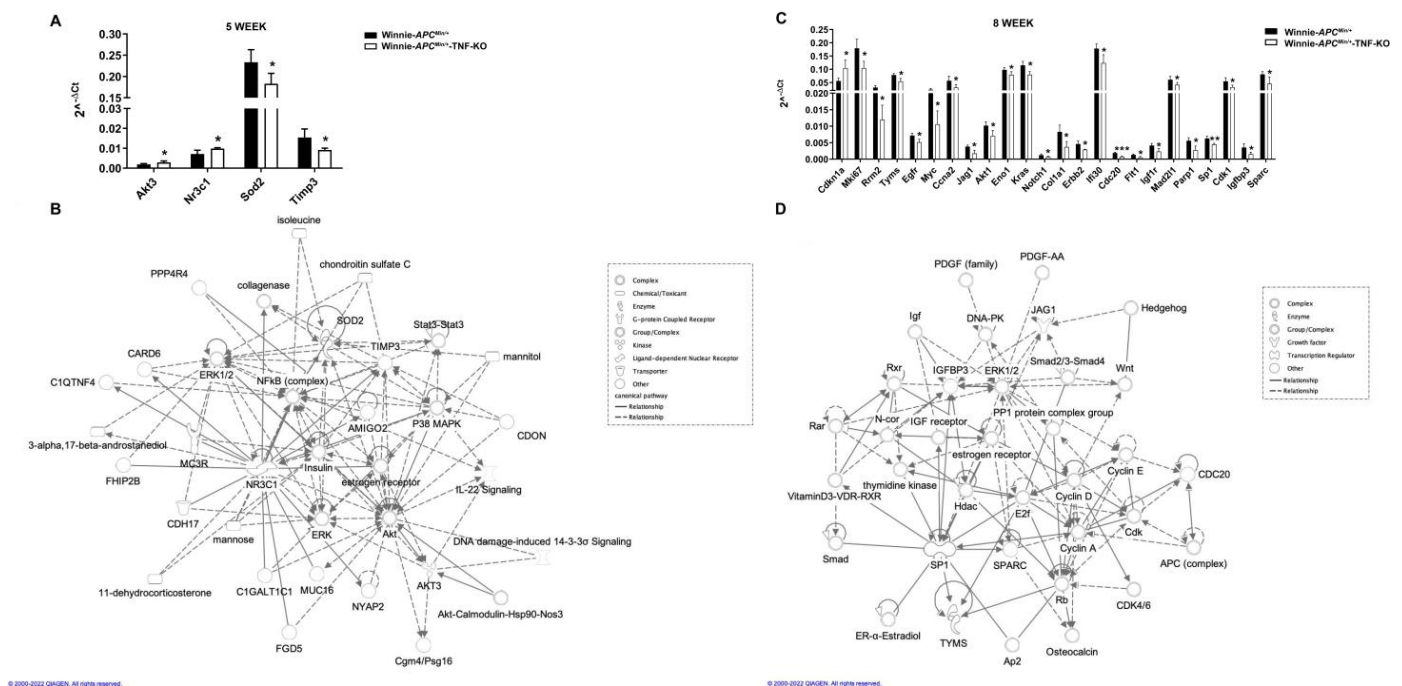 A
5 WEEK
Winnie-APC^Min/+
Winnie-APC^Min/+-TNF-KO
2^-ΔCt
0.30
0.25
0.20
0.15
0.03
0.02
0.01
0.00
*
*
*
*
Akt3
Nr3c1
Sod2
Timp3
C
8 WEEK
Winnie-APC^Min/+
Winnie-APC^Min/+-TNF-KO
2^-ΔCt
0.25
0.20
0.15
0.10
0.05
0.020
0.015
0.010
0.005
0.000
* * * * * * * * * * * * * * * *** * * * * ** * * *
Cdkn1a
Mki67
Rrm2
Tyms
Egfr
Myc
Ccna2
Jag1
Akt1
Eno1
Kras
Notch1
Col1a1
Erbb2
Ifi30
Cdc20
Flt1
Igf1r
Mad2l1
Parp1
Sp1
Cdk1
Igfbp3
Sparc
B
isoleucine
chondroitin sulfate C
PPP4R4
collagenase
SOD2
Stat3-Stat3
TIMP3
mannitol
CARD6
ERK1/2
NFkB (complex)
C1QTNF4
AMIGO2
P38 MAPK
CDON
3-alpha,17-beta-androstanediol
MC3R
Insulin
FHIP2B
NR3C1
estrogen receptor
IL-22 Signaling
CDH17
ERK
Akt
mannose
DNA damage-induced 14-3-3σ Signaling
11-dehydrocorticosterone
C1GALT1C1
MUC16
NYAP2
AKT3
Akt-Calmodulin-Hsp90-Nos3
FGD5
Cgm4/Psg16
Complex
Chemical/Toxicant
Enzyme
G-protein Coupled Receptor
Group/Complex
Kinase
Ligand-dependent Nuclear Receptor
Transporter
Other
canonical pathway
Relationship
Relationship
© 2000-2022 QIAGEN. All rights reserved.
D
PDGF (family)
PDGF-AA
Igf
DNA-PK
JAG1
Hedgehog
Rxr
IGFBP3
ERK1/2
Smad2/3-Smad4
Wnt
Rar
N-cor
IGF receptor
PP1 protein complex group
estrogen receptor
Cyclin E
CDC20
VitaminD3-VDR-RXR
thymidine kinase
Hdac
Cyclin D
E2f
Cdk
Smad
SP1
SPARC
Cyclin A
APC (complex)
Rb
CDK4/6
ER-α-Estradiol
TYMS
Ap2
Osteocalcin
Complex
Enzyme
Group/Complex
Growth factor
Transcription Regulator
Other
Relationship
Relationship
© 2000-2022 QIAGEN. All rights reserved.